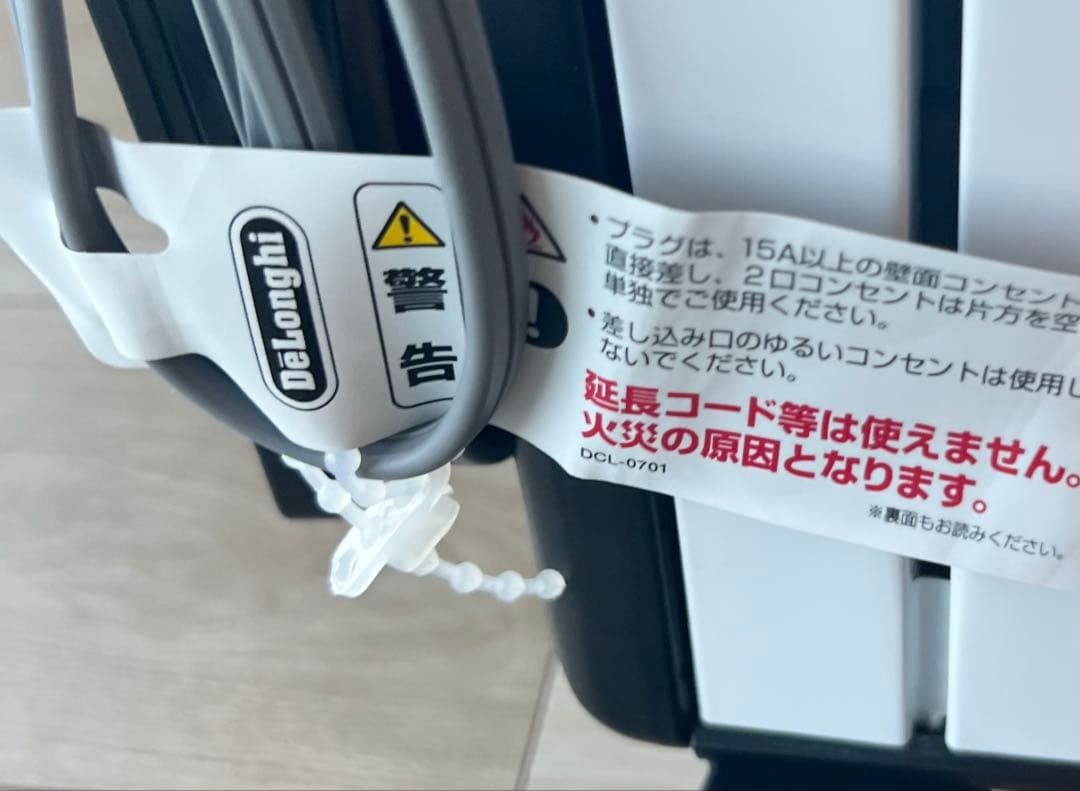 DeLonghi
警告
・プラグは、15A以上の壁面コンセント
直接差し、2口コンセントは片方を空
単独でご使用ください。
・差し込み口のゆるいコンセントは使用し
ないでください。
延長コード等は使えません。
火災の原因となります。
DCL-0701
※裏面もお読みください。